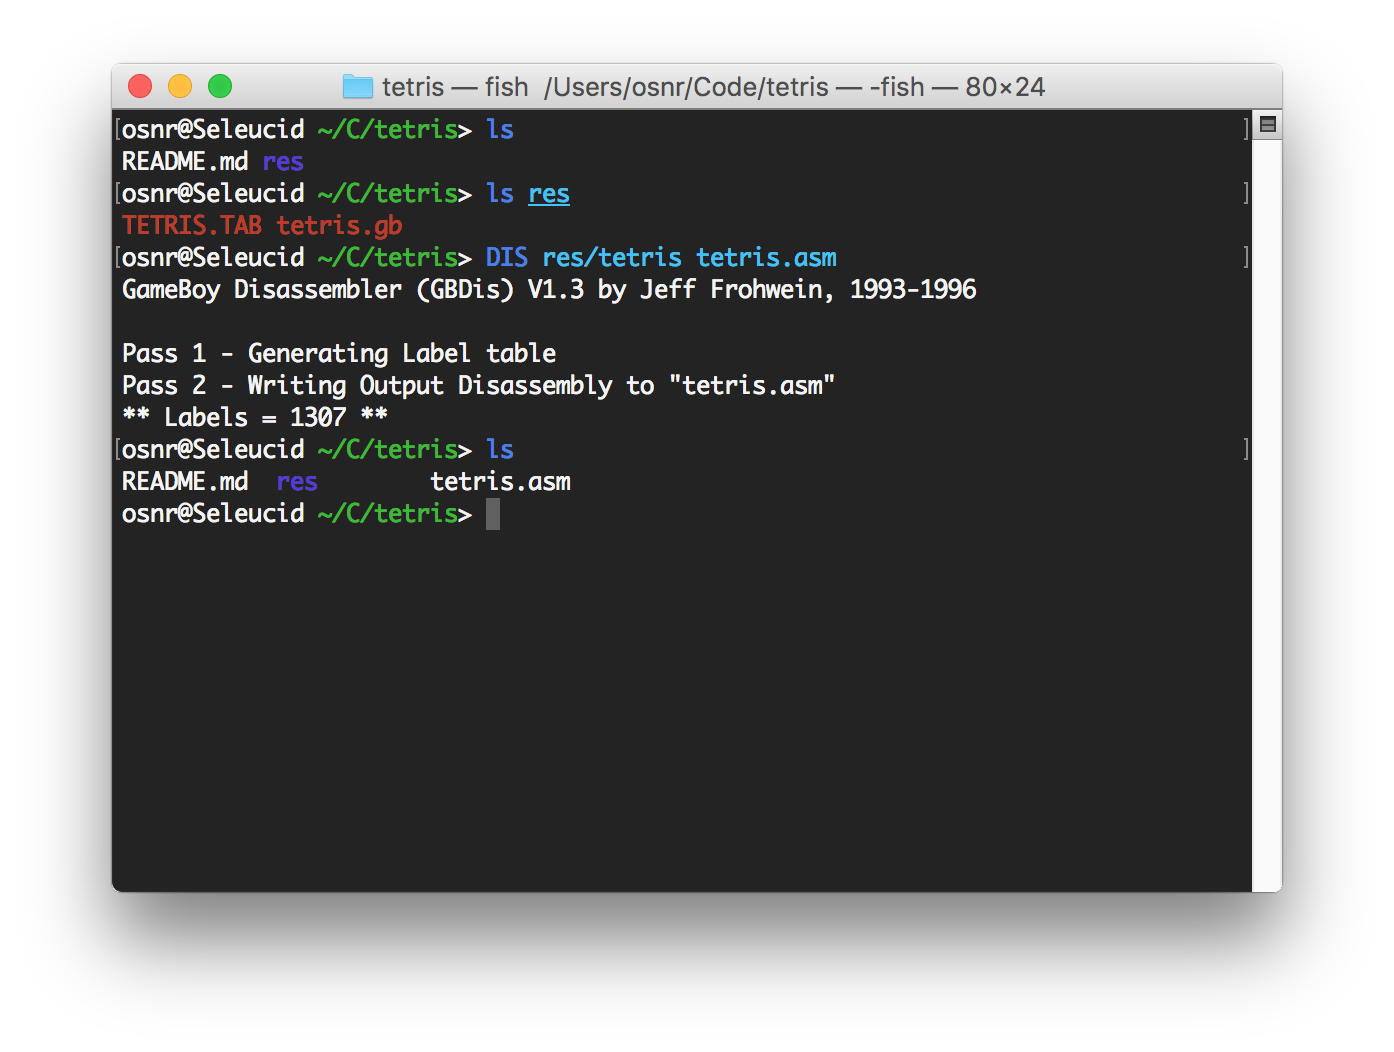 tetris — fish  /Users/osnr/Code/tetris — -fish — 80×24
[osnr@Seleucid ~/C/tetris> ls ]
README.md res
[osnr@Seleucid ~/C/tetris> ls res ]
TETRIS.TAB tetris.gb
[osnr@Seleucid ~/C/tetris> DIS res/tetris tetris.asm ]
GameBoy Disassembler (GBDis) V1.3 by Jeff Frohwein, 1993-1996
Pass 1 - Generating Label table
Pass 2 - Writing Output Disassembly to "tetris.asm"
** Labels = 1307 **
[osnr@Seleucid ~/C/tetris> ls ]
README.md  res        tetris.asm
osnr@Seleucid ~/C/tetris>